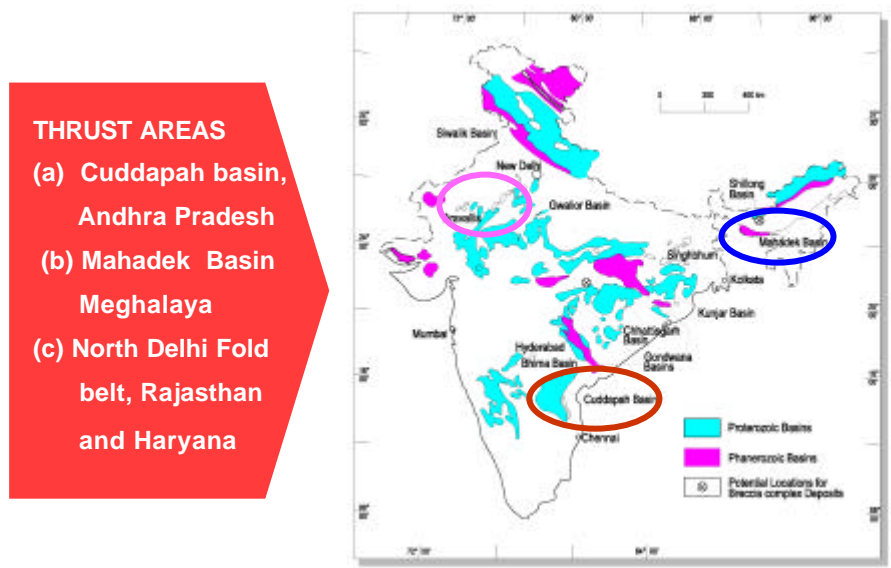 THRUST AREAS
(a) Cuddapah basin,
Andhra Pradesh
(b) Mahadek Basin
Meghalaya
(c) North Delhi Fold
belt, Rajasthan
and Haryana
Siwalik Basin
New Delhi
Gwalior Basin
Shillong
Basin
Mahadek Basin
Singhbhum
Kolkata
Kunjar Basin
Mumbai
Chhattisgarh
Basin
Hyderabad
Bhima Basin
Gondwana
Basins
Cuddapah Basin
Chennai
Proterozoic Basins
Phanerozoic Basins
Potential Locations for
Breccia complex Deposits